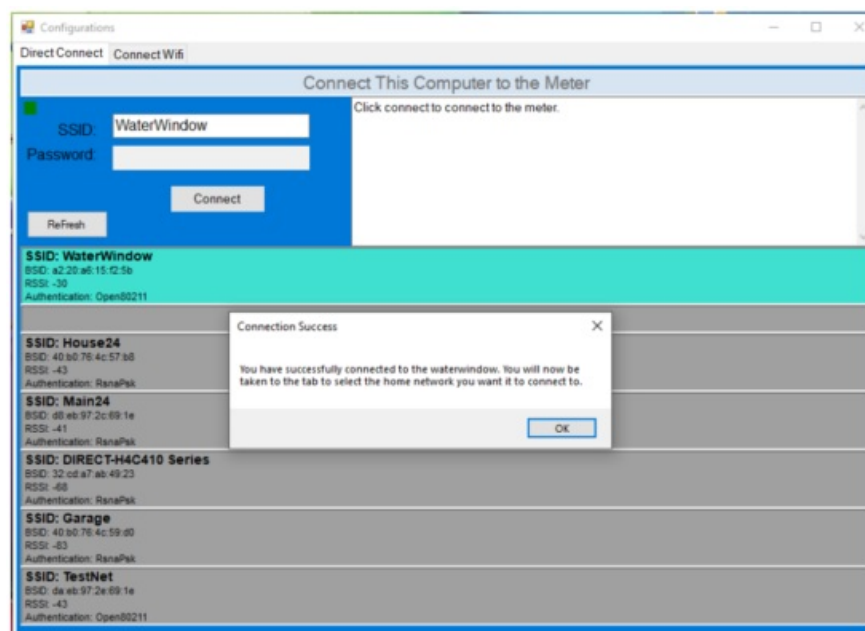 Configurations
Direct Connect Connect Wifi
Connect This Computer to the Meter
SSID: WaterWindow
Password:
Connect
ReFresh
Click connect to connect to the meter.
SSID: WaterWindow
BSID: a2:20:a6:15:f2:5b
RSSI: -30
Authentication: Open80211
Connection Success
You have successfully connected to the waterwindow. You will now be
taken to the tab to select the home network you want it to connect to.
OK
SSID: House24
BSID: 40:b0:76:4c:57:b8
RSSI: -43
Authentication: RsnaPsk
SSID: Main24
BSID: d8:eb:97:2c:69:1e
RSSI: -41
Authentication: RsnaPsk
SSID: DIRECT-H4C410 Series
BSID: 32:cd:a7:ab:49:23
RSSI: -68
Authentication: RsnaPsk
SSID: Garage
BSID: 40:b0:76:4c:59:d0
RSSI: -83
Authentication: RsnaPsk
SSID: TestNet
BSID: da:eb:97:2e:69:1e
RSSI: -43
Authentication: Open80211